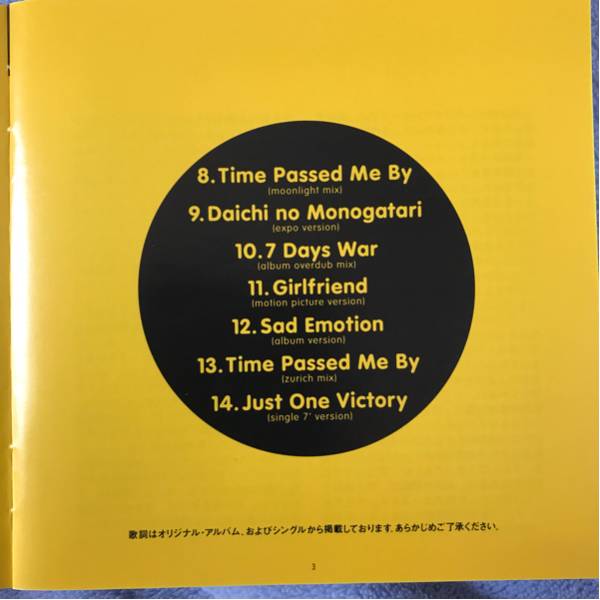 8.Time Passed Me By
(moonlight mix)
9.Daichi no Monogatari
(expo version)
10.7 Days War
(album overdub mix)
11.Girlfriend
(motion picture version)
12.Sad Emotion
(album version)
13.Time Passed Me By
(zurich mix)
14.Just One Victory
(single 7" version)
歌詞はオリジナル・アルバム、およびシングルから掲載しております。あらかじめご了承ください。
3